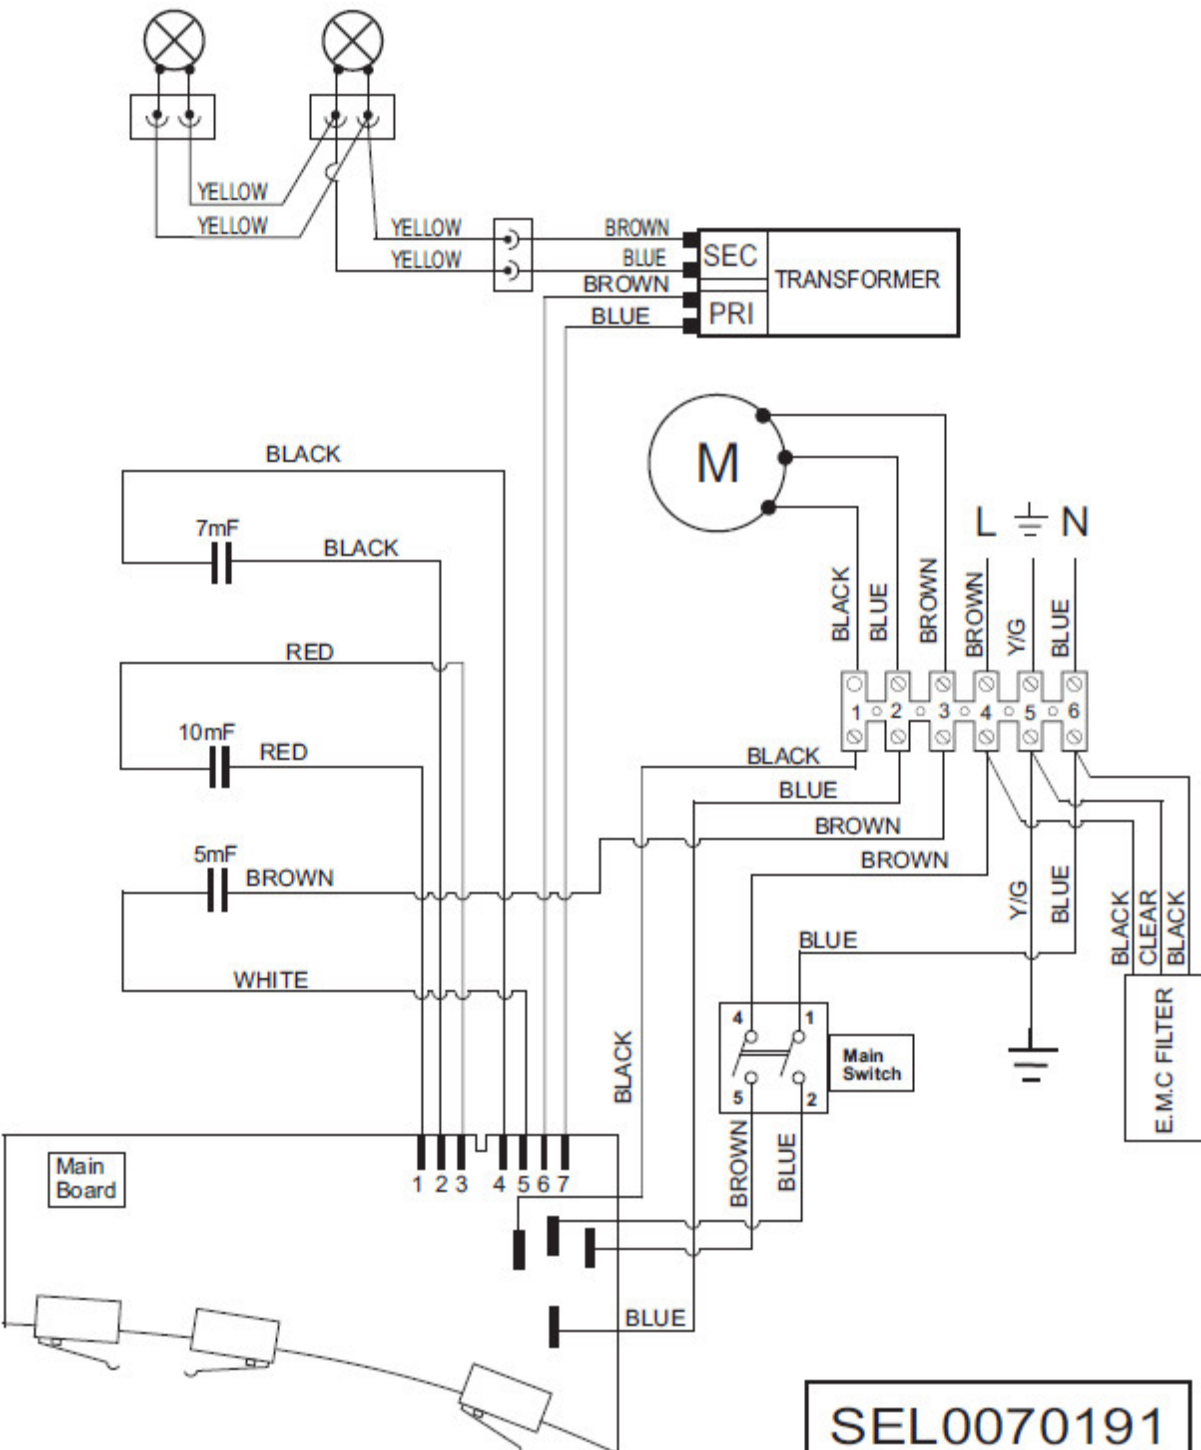 YELLOW
YELLOW
YELLOW
YELLOW
BROWN
BLUE
BROWN
BLUE
SEC
PRI
TRANSFORMER
BLACK
7mF
BLACK
RED
10mF
RED
5mF
BROWN
WHITE
M
L N
BLACK
BLUE
BROWN
BROWN
Y/G
BLUE
1 2 3 4 5 6
BLACK
BLUE
BROWN
BROWN
Y/G
BLUE
BLACK
CLEAR
BLACK
BLUE
E.M.C FILTER
4 1
5 2
Main
Switch
BLACK
BROWN
BLUE
Main
Board
1 2 3 4 5 6 7
BLUE
SEL0070191